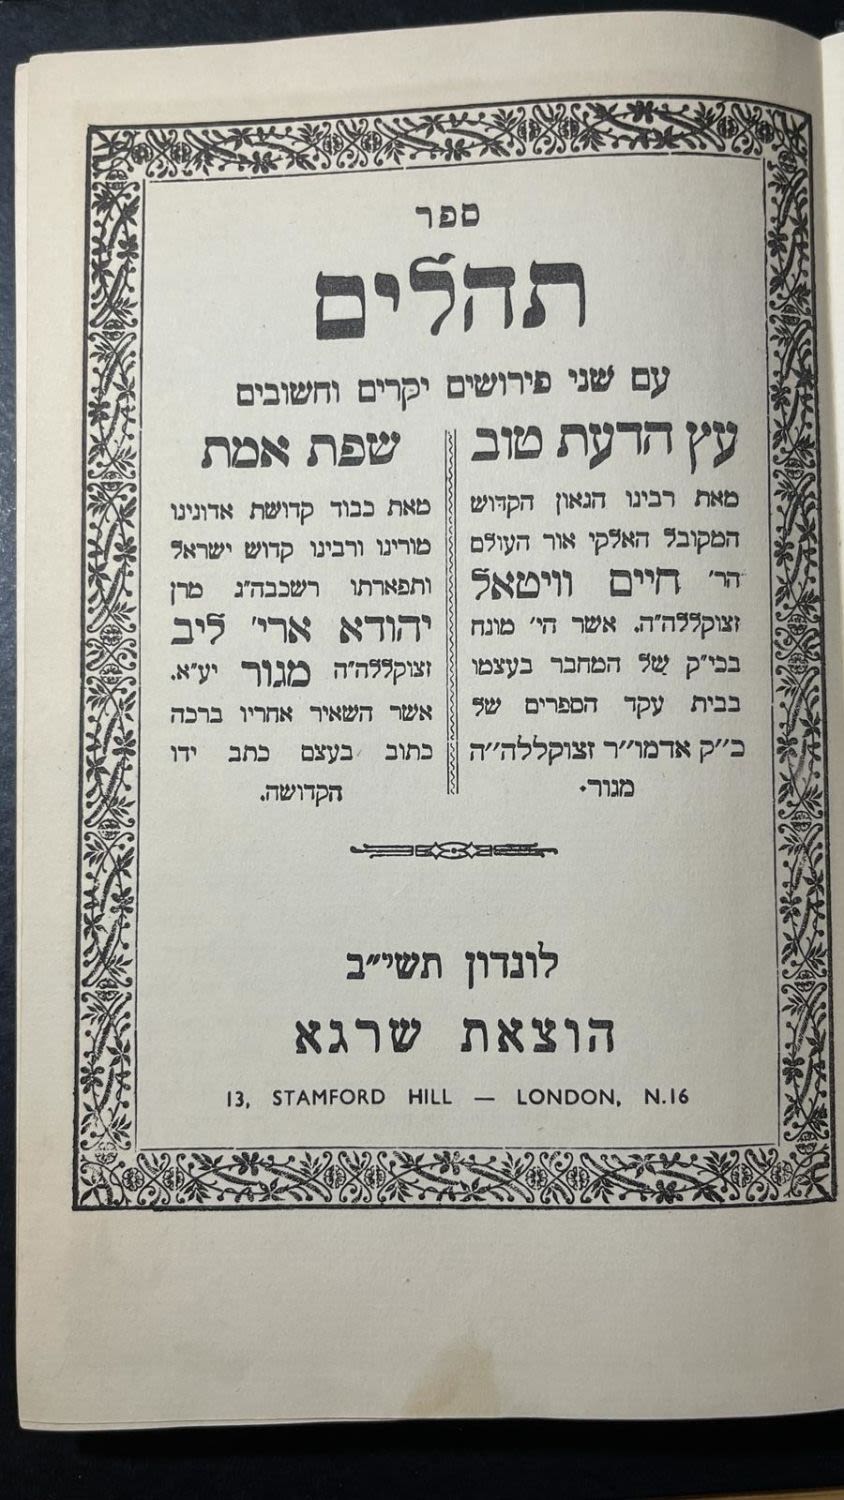 ספר
תהלים
עם שני פירושים יקרים וחשובים
עץ הדעת טוב
מאת רבינו הגאון הקדוש
המקובל האלקי אור העולם
הר׳ חיים וויטאל
זצוקללה״ה. אשר הי׳ מונח
בכי״ק של המחבר בעצמו
בבית עקד הספרים של
כ״ק אדמו״ר זצוקללה״ה
מגור.
שפת אמת
מאת כבוד קדושת אדונינו
מורינו ורבינו קדוש ישראל
ותפארתו רשכבה״ג מרן
יהודא ארי׳ ליב
זצוקללה״ה מגור יע״א.
אשר השאיר אחריו ברכה
כתוב בעצם כתב ידו
הקדושה.
לונדון תשי״ב
הוצאת שרגא
13, STAMFORD HILL — LONDON, N.16